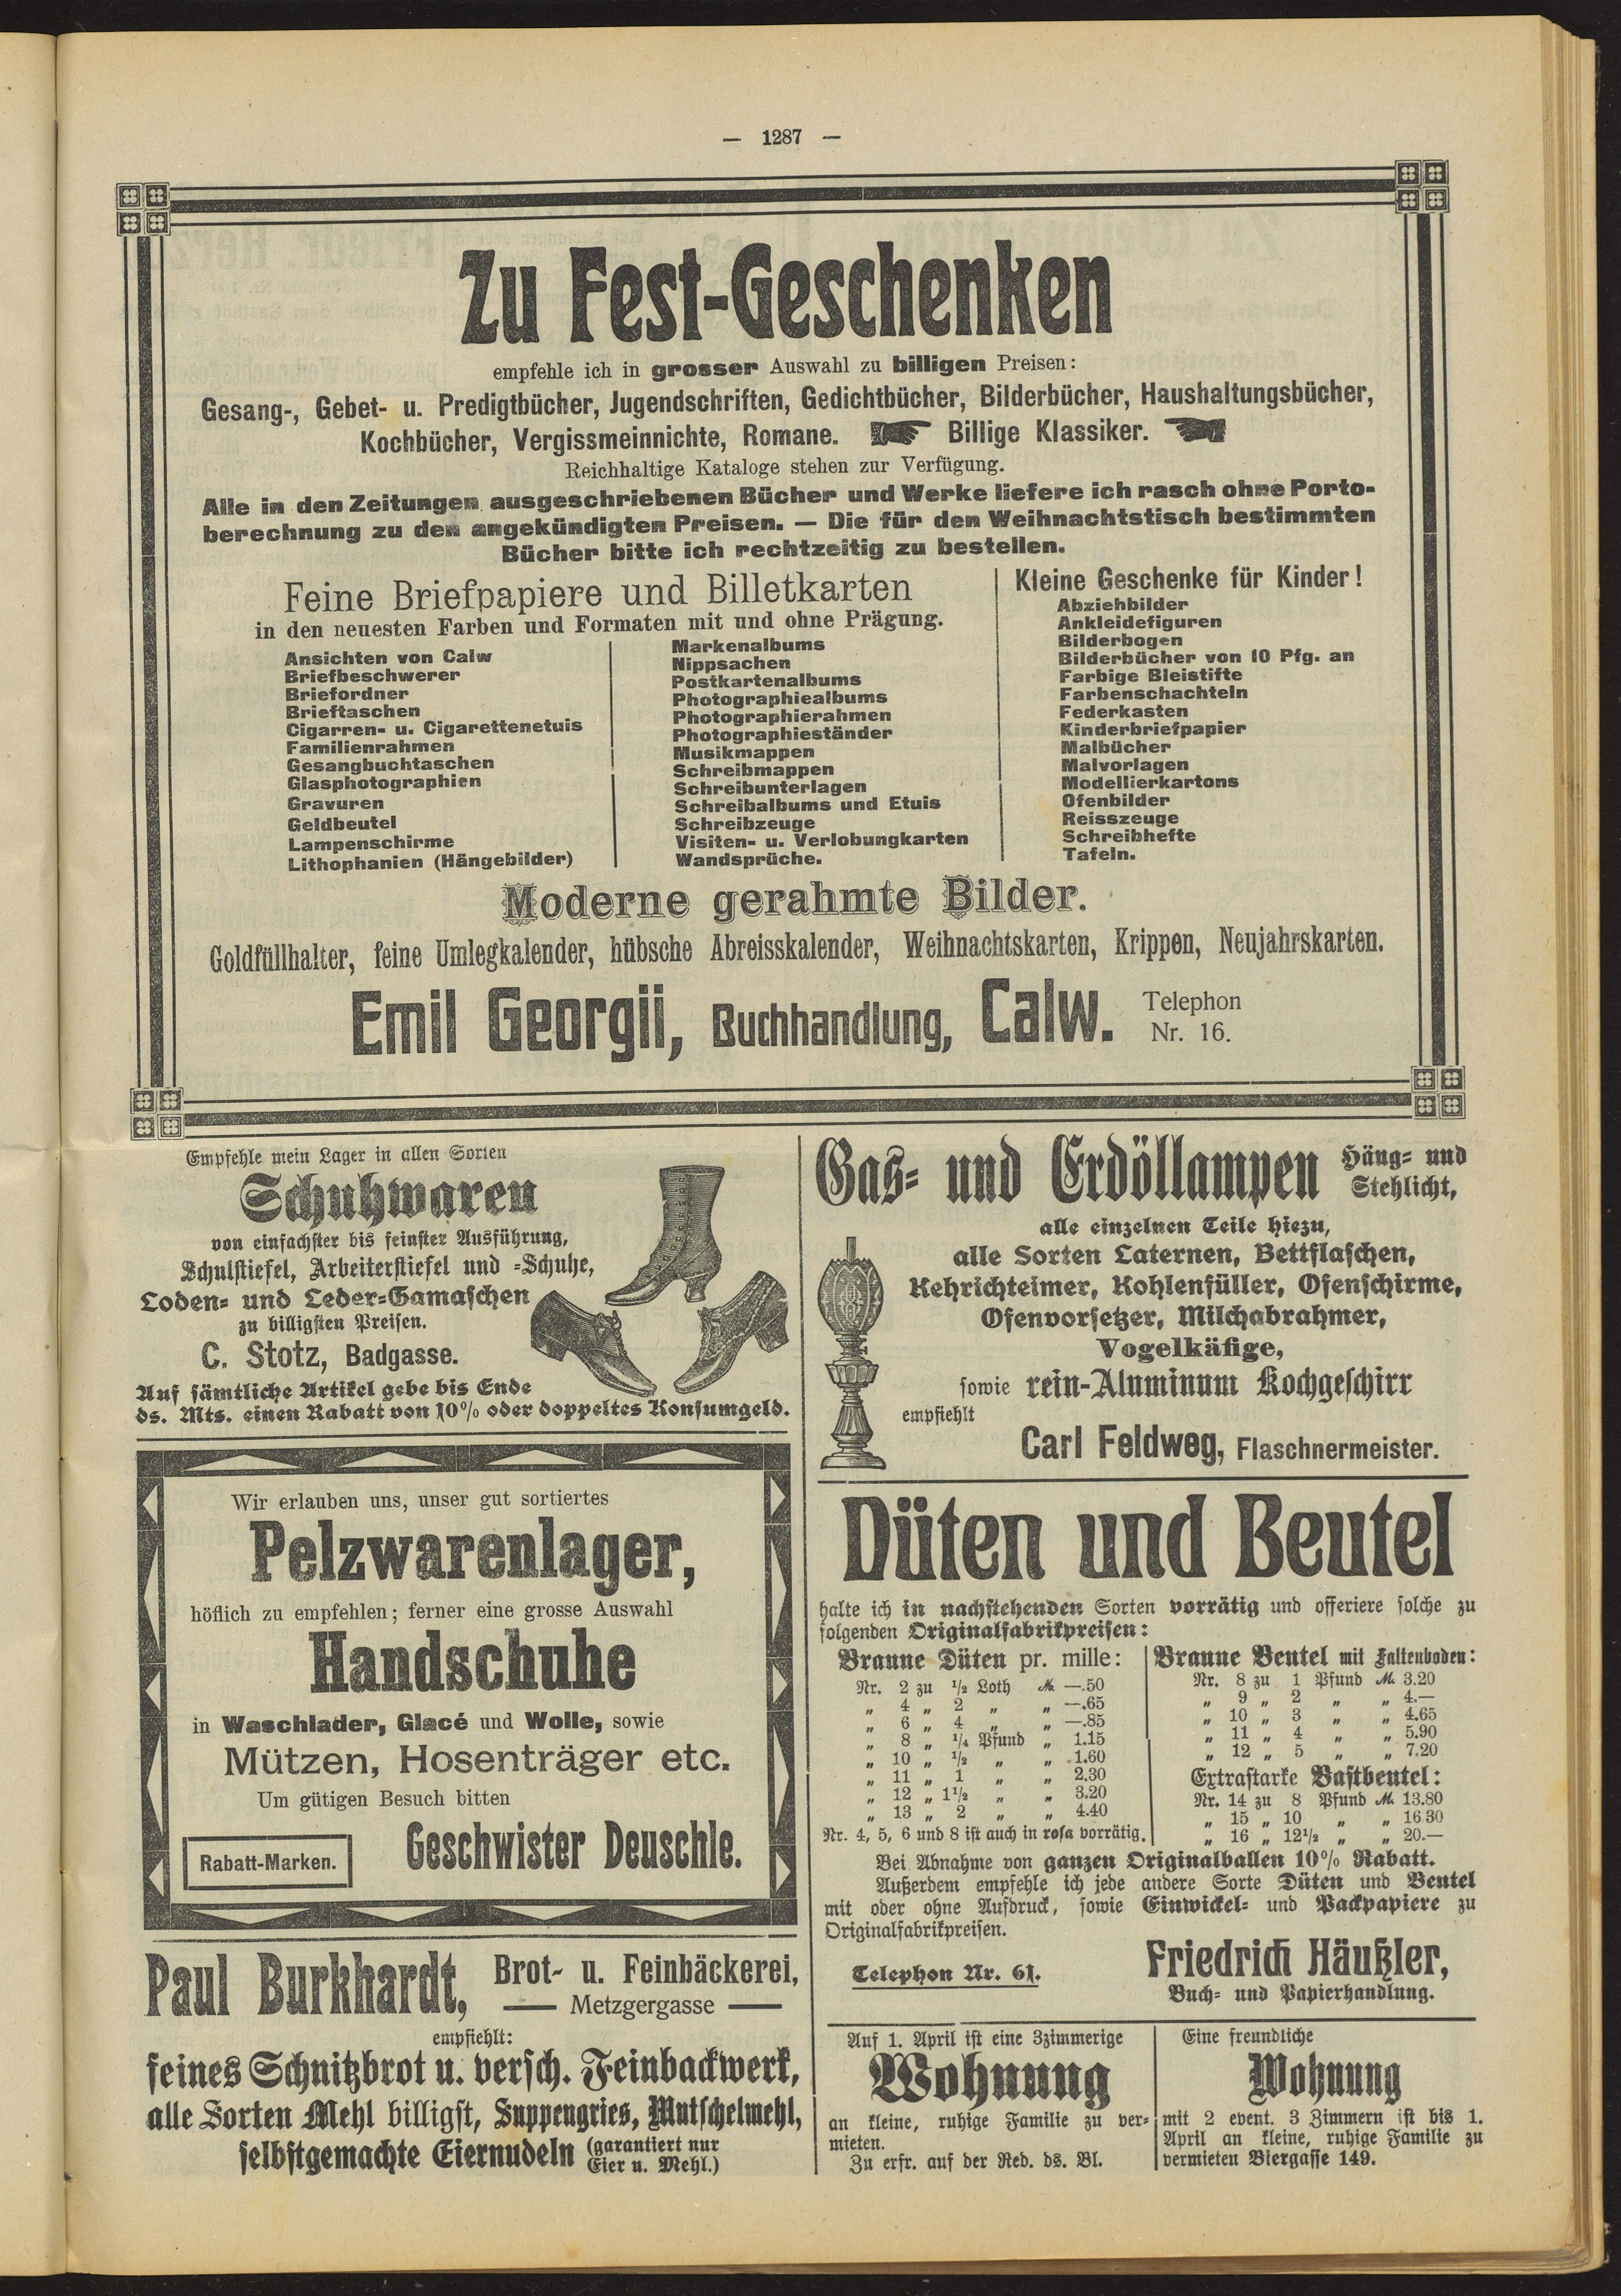 — 1287 —
Zu Fest-Geschenken
empfehle ich in grosser Auswahl zu billigen Preisen:
Gesang-, Gebet- u. Predigtbücher, Jugendschriften, Gedichtbücher, Bilderbücher, Haushaltungsbücher,
Kochbücher, Vergissmeinnichte, Romane. Billige Klassiker.
Reichhaltige Kataloge stehen zur Verfügung.
Alle in den Zeitungen ausgeschriebenen Bücher und Werke liefere ich rasch ohne Porto-
berechnung zu den angekündigten Preisen. — Die für den Weihnachtstisch bestimmten
Bücher bitte ich rechtzeitig zu bestellen.
Feine Briefpapiere und Billetkarten
in den neuesten Farben und Formaten mit und ohne Prägung.
Ansichten von Calw
Briefbeschwerer
Briefordner
Brieftaschen
Cigarren- u. Cigarettenetuis
Familienrahmen
Gesangbuchtaschen
Glasphotographien
Gravuren
Geldbeutel
Lampenschirme
Lithophanien (Hängebilder)
Markenalbums
Nippsachen
Postkartenalbums
Photographiealbums
Photographierahmen
Photographieständer
Musikmappen
Schreibmappen
Schreibunterlagen
Schreibalbums und Etuis
Schreibzeuge
Visiten- u. Verlobungkarten
Wandsprüche.
Kleine Geschenke für Kinder!
Abziehbilder
Ankleidefiguren
Bilderbogen
Bilderbücher von 10 Pfg. an
Farbige Bleistifte
Farbenschachteln
Federkasten
Kinderbriefpapier
Malbücher
Malvorlagen
Modellierkartons
Ofenbilder
Reisszeuge
Schreibhefte
Tafeln.
Moderne gerahmte Bilder.
Goldfüllhalter, feine Umlegkalender, hübsche Abreisskalender, Weihnachtskarten, Krippen, Neujahrskarten.
Emil Georgii, Buchhandlung, Calw. Telephon
Nr. 16.
Empfehle mein Lager in allen Sorten
Schuhwaren
von einfachster bis feinster Ausführung,
Schulstiefel, Arbeiterstiefel und -Schuhe,
Loden- und Leder-Gamaschen
zu billigsten Preisen.
C. Stotz, Badgasse.
Auf sämtliche Artikel gebe bis Ende
ds. Mts. einen Rabatt von 10% oder doppeltes Konsumgeld.
Wir erlauben uns, unser gut sortiertes
Pelzwarenlager,
höflich zu empfehlen; ferner eine grosse Auswahl
Handschuhe
in Waschlader, Glacé und Wolle, sowie
Mützen, Hosenträger etc.
Um gütigen Besuch bitten
Geschwister Deuschle.
Rabatt-Marken.
Paul Burkhardt, Brot- u. Feinbäckerei,
— Metzgergasse —
empfiehlt:
feines Schnitzbrot u. versch. Feinbackwerk,
alle Sorten Mehl billigst, Suppengries, Mutschelmehl,
selbstgemachte Eiernudeln (garantiert nur
Eier u. Mehl.)
Gas- und Erdöllampen Häng- und
Stehlicht,
alle einzelnen Teile hiezu,
alle Sorten Laternen, Bettflaschen,
Kehrichteimer, Kohlenfüller, Ofenschirme,
Ofenvorsetzer, Milchabrahmer,
Vogelkäfige,
sowie rein-Aluminum Kochgeschirr
empfiehlt
Carl Feldweg, Flaschnermeister.
Düten und Beutel
halte ich in nachstehenden Sorten vorrätig und offeriere solche zu
folgenden Originalfabrikpreisen:
Braune Düten pr. mille:
Nr. 2 zu ½ Loth M. —.50
„ 4 „ 2 „ „ —.65
„ 6 „ 4 „ „ —.85
„ 8 „ ¼ Pfund „ 1.15
„ 10 „ ½ „ „ 1.60
„ 11 „ 1 „ „ 2.30
„ 12 „ 1½ „ „ 3.20
„ 13 „ 2 „ „ 4.40
Nr. 4, 5, 6 und 8 ist auch in rosa vorrätig.
Braune Beutel mit Faltenboden:
Nr. 8 zu 1 Pfund M. 3.20
„ 9 „ 2 „ „ 4.—
„ 10 „ 3 „ „ 4.65
„ 11 „ 4 „ „ 5.90
„ 12 „ 5 „ „ 7.20
Extrastarke Bastbeutel:
Nr. 14 zu 8 Pfund M. 13.80
„ 15 „ 10 „ „ 16 30
„ 16 „ 12½ „ „ 20.—
Bei Abnahme von ganzen Originalballen 10% Rabatt.
Außerdem empfehle ich jede andere Sorte Düten und Beutel
mit oder ohne Aufdruck, sowie Einwickel- und Packpapiere zu
Originalfabrikpreisen.
Friedrich Häußler,
Telephon Nr. 61.
Buch- und Papierhandlung.
Auf 1. April ist eine 3zimmerige
Wohnung
an kleine, ruhige Familie zu ver-
mieten.
Zu erfr. auf der Red. ds. Bl.
Eine freundliche
Wohnung
mit 2 event. 3 Zimmern ist bis 1.
April an kleine, ruhige Familie zu
vermieten Biergasse 149.